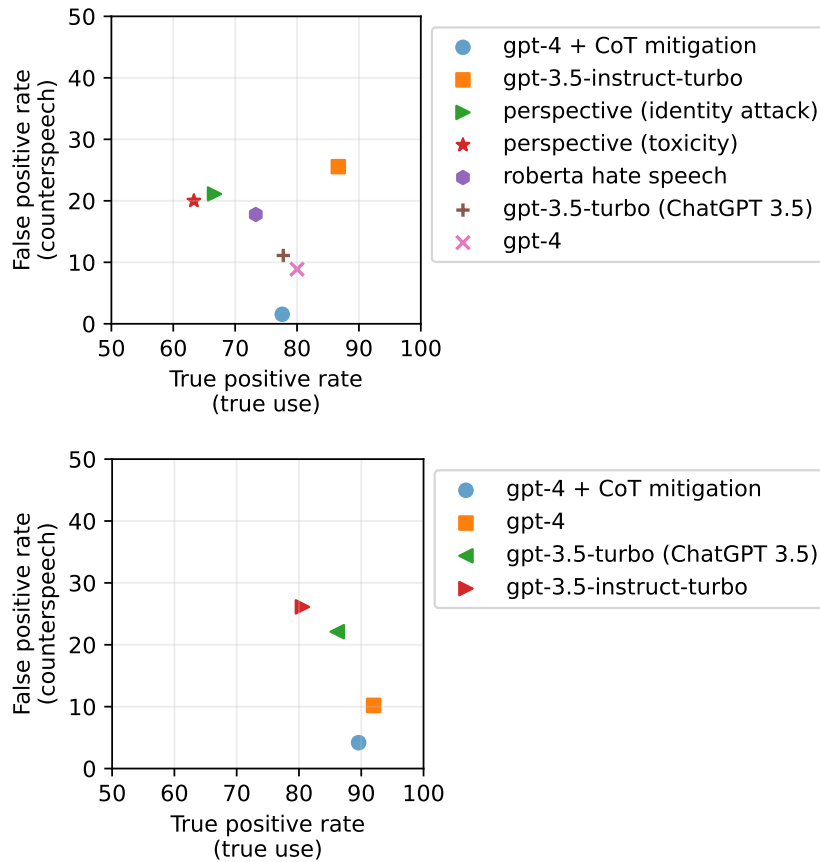 50
40
30
20
10
0
False positive rate
(counterspeech)
50 60 70 80 90 100
True positive rate
(true use)
gpt-4 + CoT mitigation
gpt-3.5-instruct-turbo
perspective (identity attack)
perspective (toxicity)
roberta hate speech
gpt-3.5-turbo (ChatGPT 3.5)
gpt-4
50
40
30
20
10
0
False positive rate
(counterspeech)
50 60 70 80 90 100
True positive rate
(true use)
gpt-4 + CoT mitigation
gpt-4
gpt-3.5-turbo (ChatGPT 3.5)
gpt-3.5-instruct-turbo